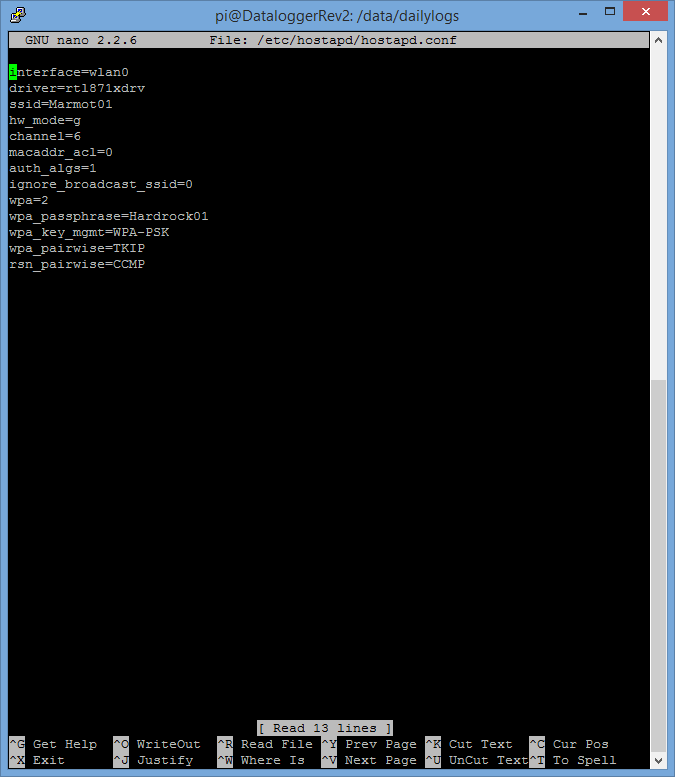 pi@DataloggerRev2: /data/dailylogs
GNU nano 2.2.6 File: /etc/hostapd/hostapd.conf
interface=wlan0
driver=rtl871xdrv
ssid=Marmot01
hw_mode=g
channel=6
macaddr_acl=0
auth_algs=1
ignore_broadcast_ssid=0
wpa=2
wpa_passphrase=Hardrock01
wpa_key_mgmt=WPA-PSK
wpa_pairwise=TKIP
rsn_pairwise=CCMP
[ Read 13 lines ]
^G Get Help ^O WriteOut ^R Read File ^Y Prev Page ^K Cut Text ^C Cur Pos
^X Exit ^J Justify ^W Where Is ^V Next Page ^U UnCut Text ^T To Spell